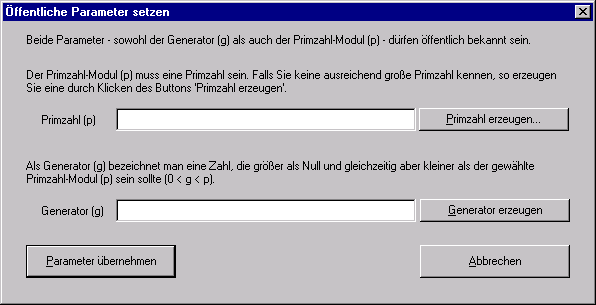 Öffentliche Parameter setzen
Beide Parameter - sowohl der Generator (g) als auch der Primzahl-Modul (p) - dürfen öffentlich bekannt sein.
Der Primzahl-Modul (p) muss eine Primzahl sein. Falls Sie keine ausreichend große Primzahl kennen, so erzeugen
Sie eine durch Klicken des Buttons 'Primzahl erzeugen'.
Primzahl (p)
Primzahl erzeugen...
Als Generator (g) bezeichnet man eine Zahl, die größer als Null und gleichzeitig aber kleiner als der gewählte
Primzahl-Modul (p) sein sollte (0 < g < p).
Generator (g)
Generator erzeugen
Parameter übernehmen
Abbrechen